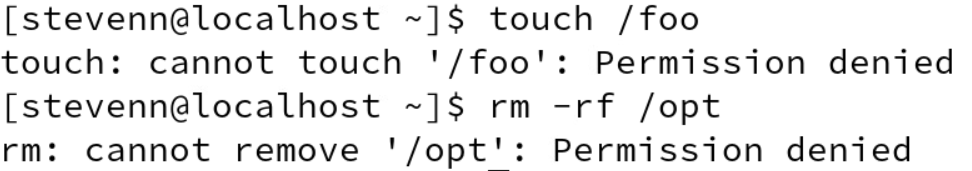 [stevenn@localhost ~]$ touch /foo
touch: cannot touch '/foo': Permission denied
[stevenn@localhost ~]$ rm -rf /opt
rm: cannot remove '/opt': Permission denied